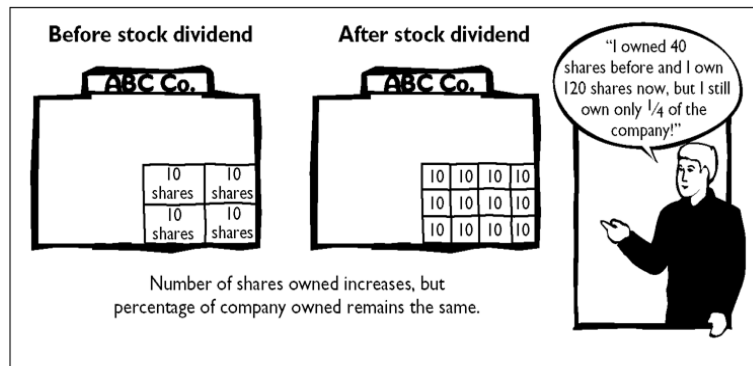 Before stock dividend
After stock dividend
ABC Co.
ABC Co.
10 shares 10 shares
10 shares 10 shares
10 10 10 10
10 10 10 10
10 10 10 10
“I owned 40
shares before and I own
120 shares now, but I still
own only 1/4 of the
company!”
Number of shares owned increases, but
percentage of company owned remains the same.